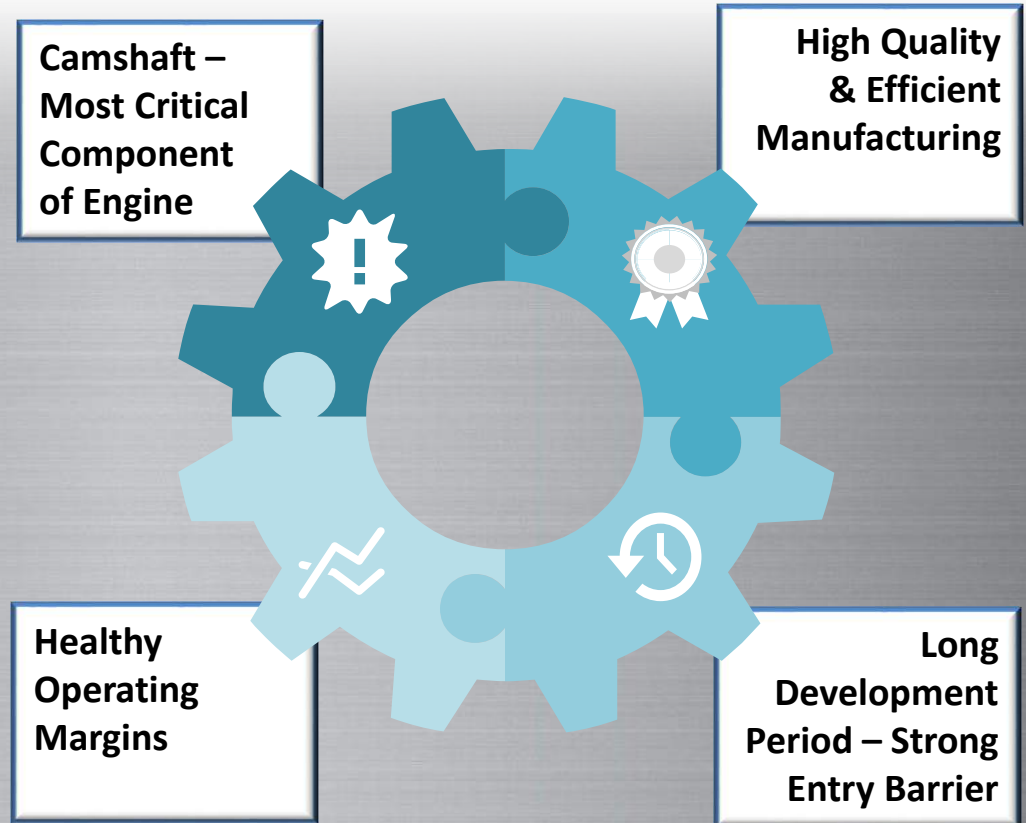 Camshaft –
Most Critical
Component
of Engine
High Quality
& Efficient
Manufacturing
Healthy
Operating
Margins
Long
Development
Period – Strong
Entry Barrier